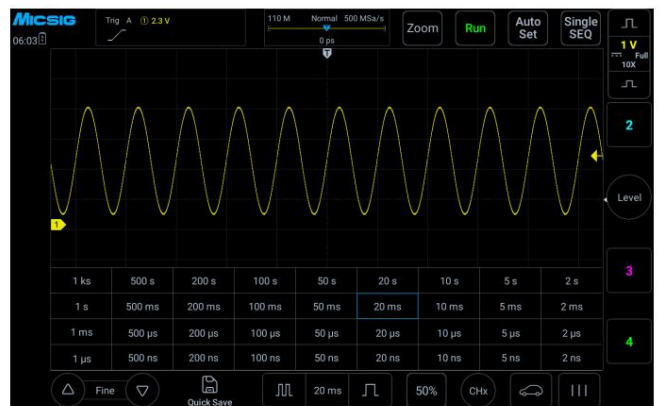 Micsig
Trig A ① 2.3 V
110 M Normal 500 MSa/s
0 ps
Zoom
Run
Auto
Set
Single
SEQ
06:03
T
1 V
Full
10X
2
Level
3
4
1
1 ks 500 s 200 s 100 s 50 s 20 s 10 s 5 s 2 s
1 s 500 ms 200 ms 100 ms 50 ms 20 ms 10 ms 5 ms 2 ms
1 ms 500 μs 200 μs 100 μs 50 μs 20 μs 10 μs 5 μs 2 μs
1 μs 500 ns 200 ns 100 ns 50 ns 20 ns 10 ns 5 ns 2 ns
Fine
Quick Save
20 ms
50%
CHx